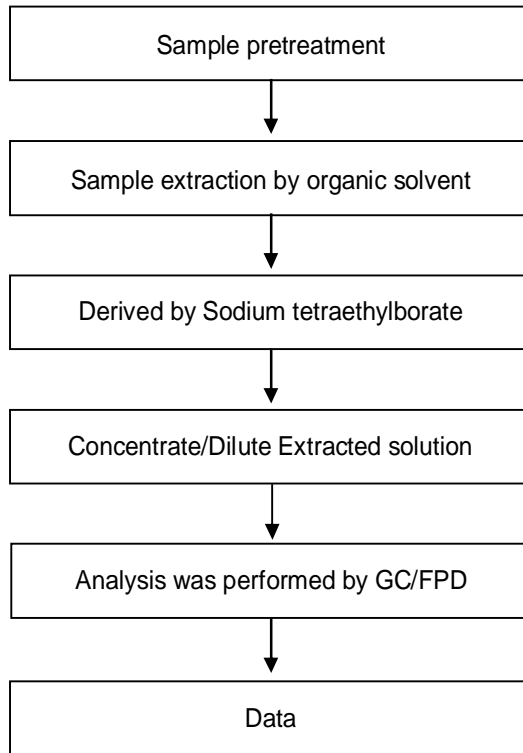 Sample pretreatment
Sample extraction by organic solvent
Derived by Sodium tetraethylborate
Concentrate/Dilute Extracted solution
Analysis was performed by GC/FPD
Data